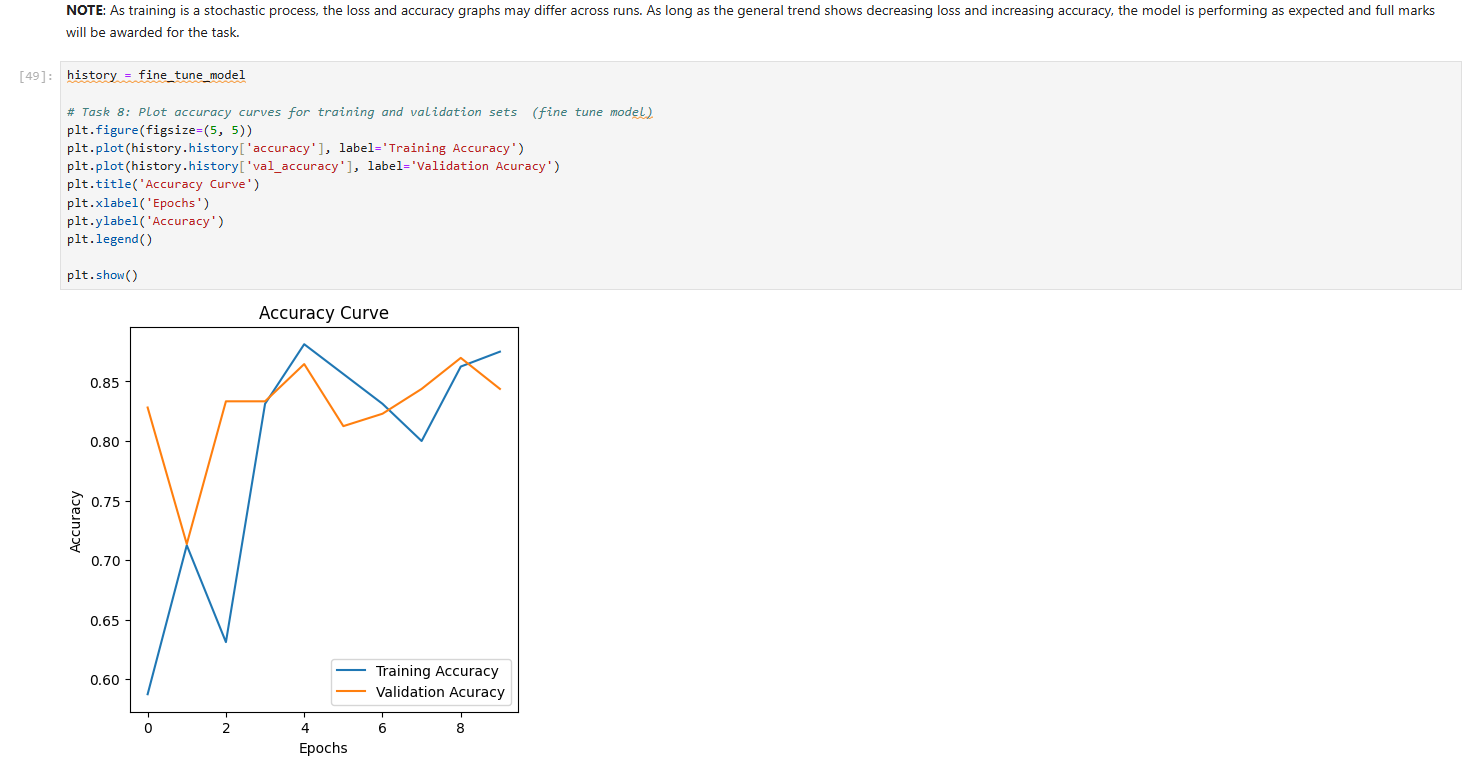 NOTE: As training is a stochastic process, the loss and accuracy graphs may differ across runs. As long as the general trend shows decreasing loss and increasing accuracy, the model is performing as expected and full marks
will be awarded for the task.
[49]:
history = fine_tune_model
# Task 8: Plot accuracy curves for training and validation sets  (fine tune model)
plt.figure(figsize=(5, 5))
plt.plot(history.history['accuracy'], label='Training Accuracy')
plt.plot(history.history['val_accuracy'], label='Validation Acuracy')
plt.title('Accuracy Curve')
plt.xlabel('Epochs')
plt.ylabel('Accuracy')
plt.legend()
plt.show()
Accuracy Curve
0.85
0.80
0.75
0.70
0.65
0.60
Accuracy
Training Accuracy
Validation Acuracy
0 2 4 6 8
Epochs